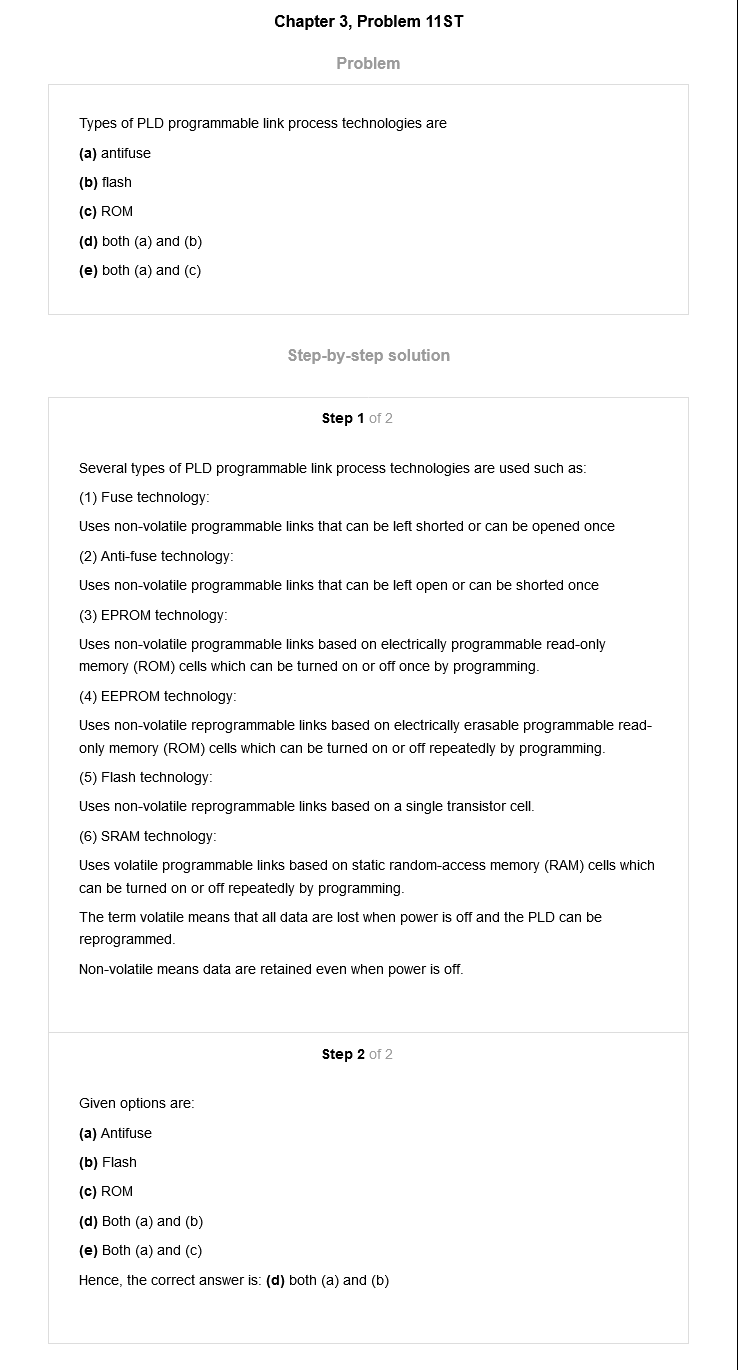 Chapter 3, Problem 11ST
Problem
Types of PLD programmable link process technologies are
(a) antifuse
(b) flash
(c) ROM
(d) both (a) and (b)
(e) both (a) and (c)
Step-by-step solution
Step 1 of 2
Several types of PLD programmable link process technologies are used such as:
(1) Fuse technology:
Uses non-volatile programmable links that can be left shorted or can be opened once
(2) Anti-fuse technology:
Uses non-volatile programmable links that can be left open or can be shorted once
(3) EPROM technology:
Uses non-volatile programmable links based on electrically programmable read-only
memory (ROM) cells which can be turned on or off once by programming.
(4) EEPROM technology:
Uses non-volatile reprogrammable links based on electrically erasable programmable read-
only memory (ROM) cells which can be turned on or off repeatedly by programming.
(5) Flash technology:
Uses non-volatile reprogrammable links based on a single transistor cell.
(6) SRAM technology:
Uses volatile programmable links based on static random-access memory (RAM) cells which
can be turned on or off repeatedly by programming.
The term volatile means that all data are lost when power is off and the PLD can be
reprogrammed.
Non-volatile means data are retained even when power is off.
Step 2 of 2
Given options are:
(a) Antifuse
(b) Flash
(c) ROM
(d) Both (a) and (b)
(e) Both (a) and (c)
Hence, the correct answer is: (d) both (a) and (b)